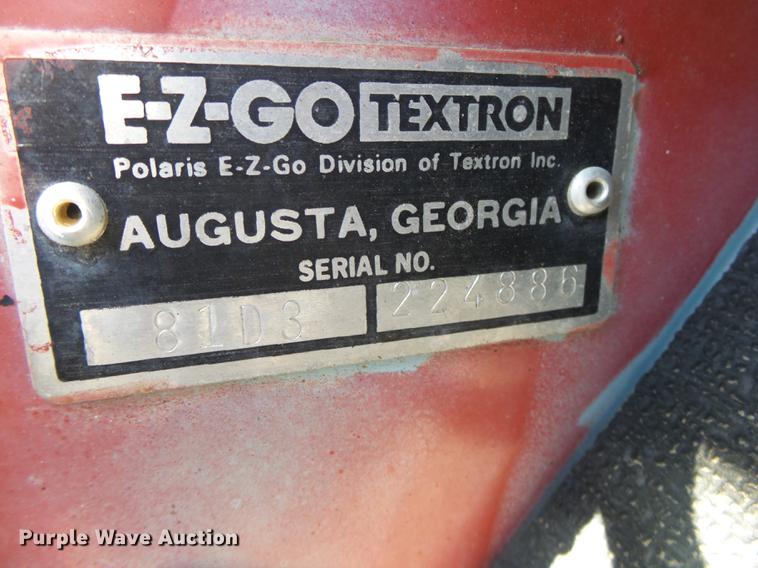 E-Z-GO TEXTRON
Polaris E-Z-Go Division of Textron Inc.
AUGUSTA, GEORGIA
SERIAL NO.
81D3 224886
Purple Wave Auction